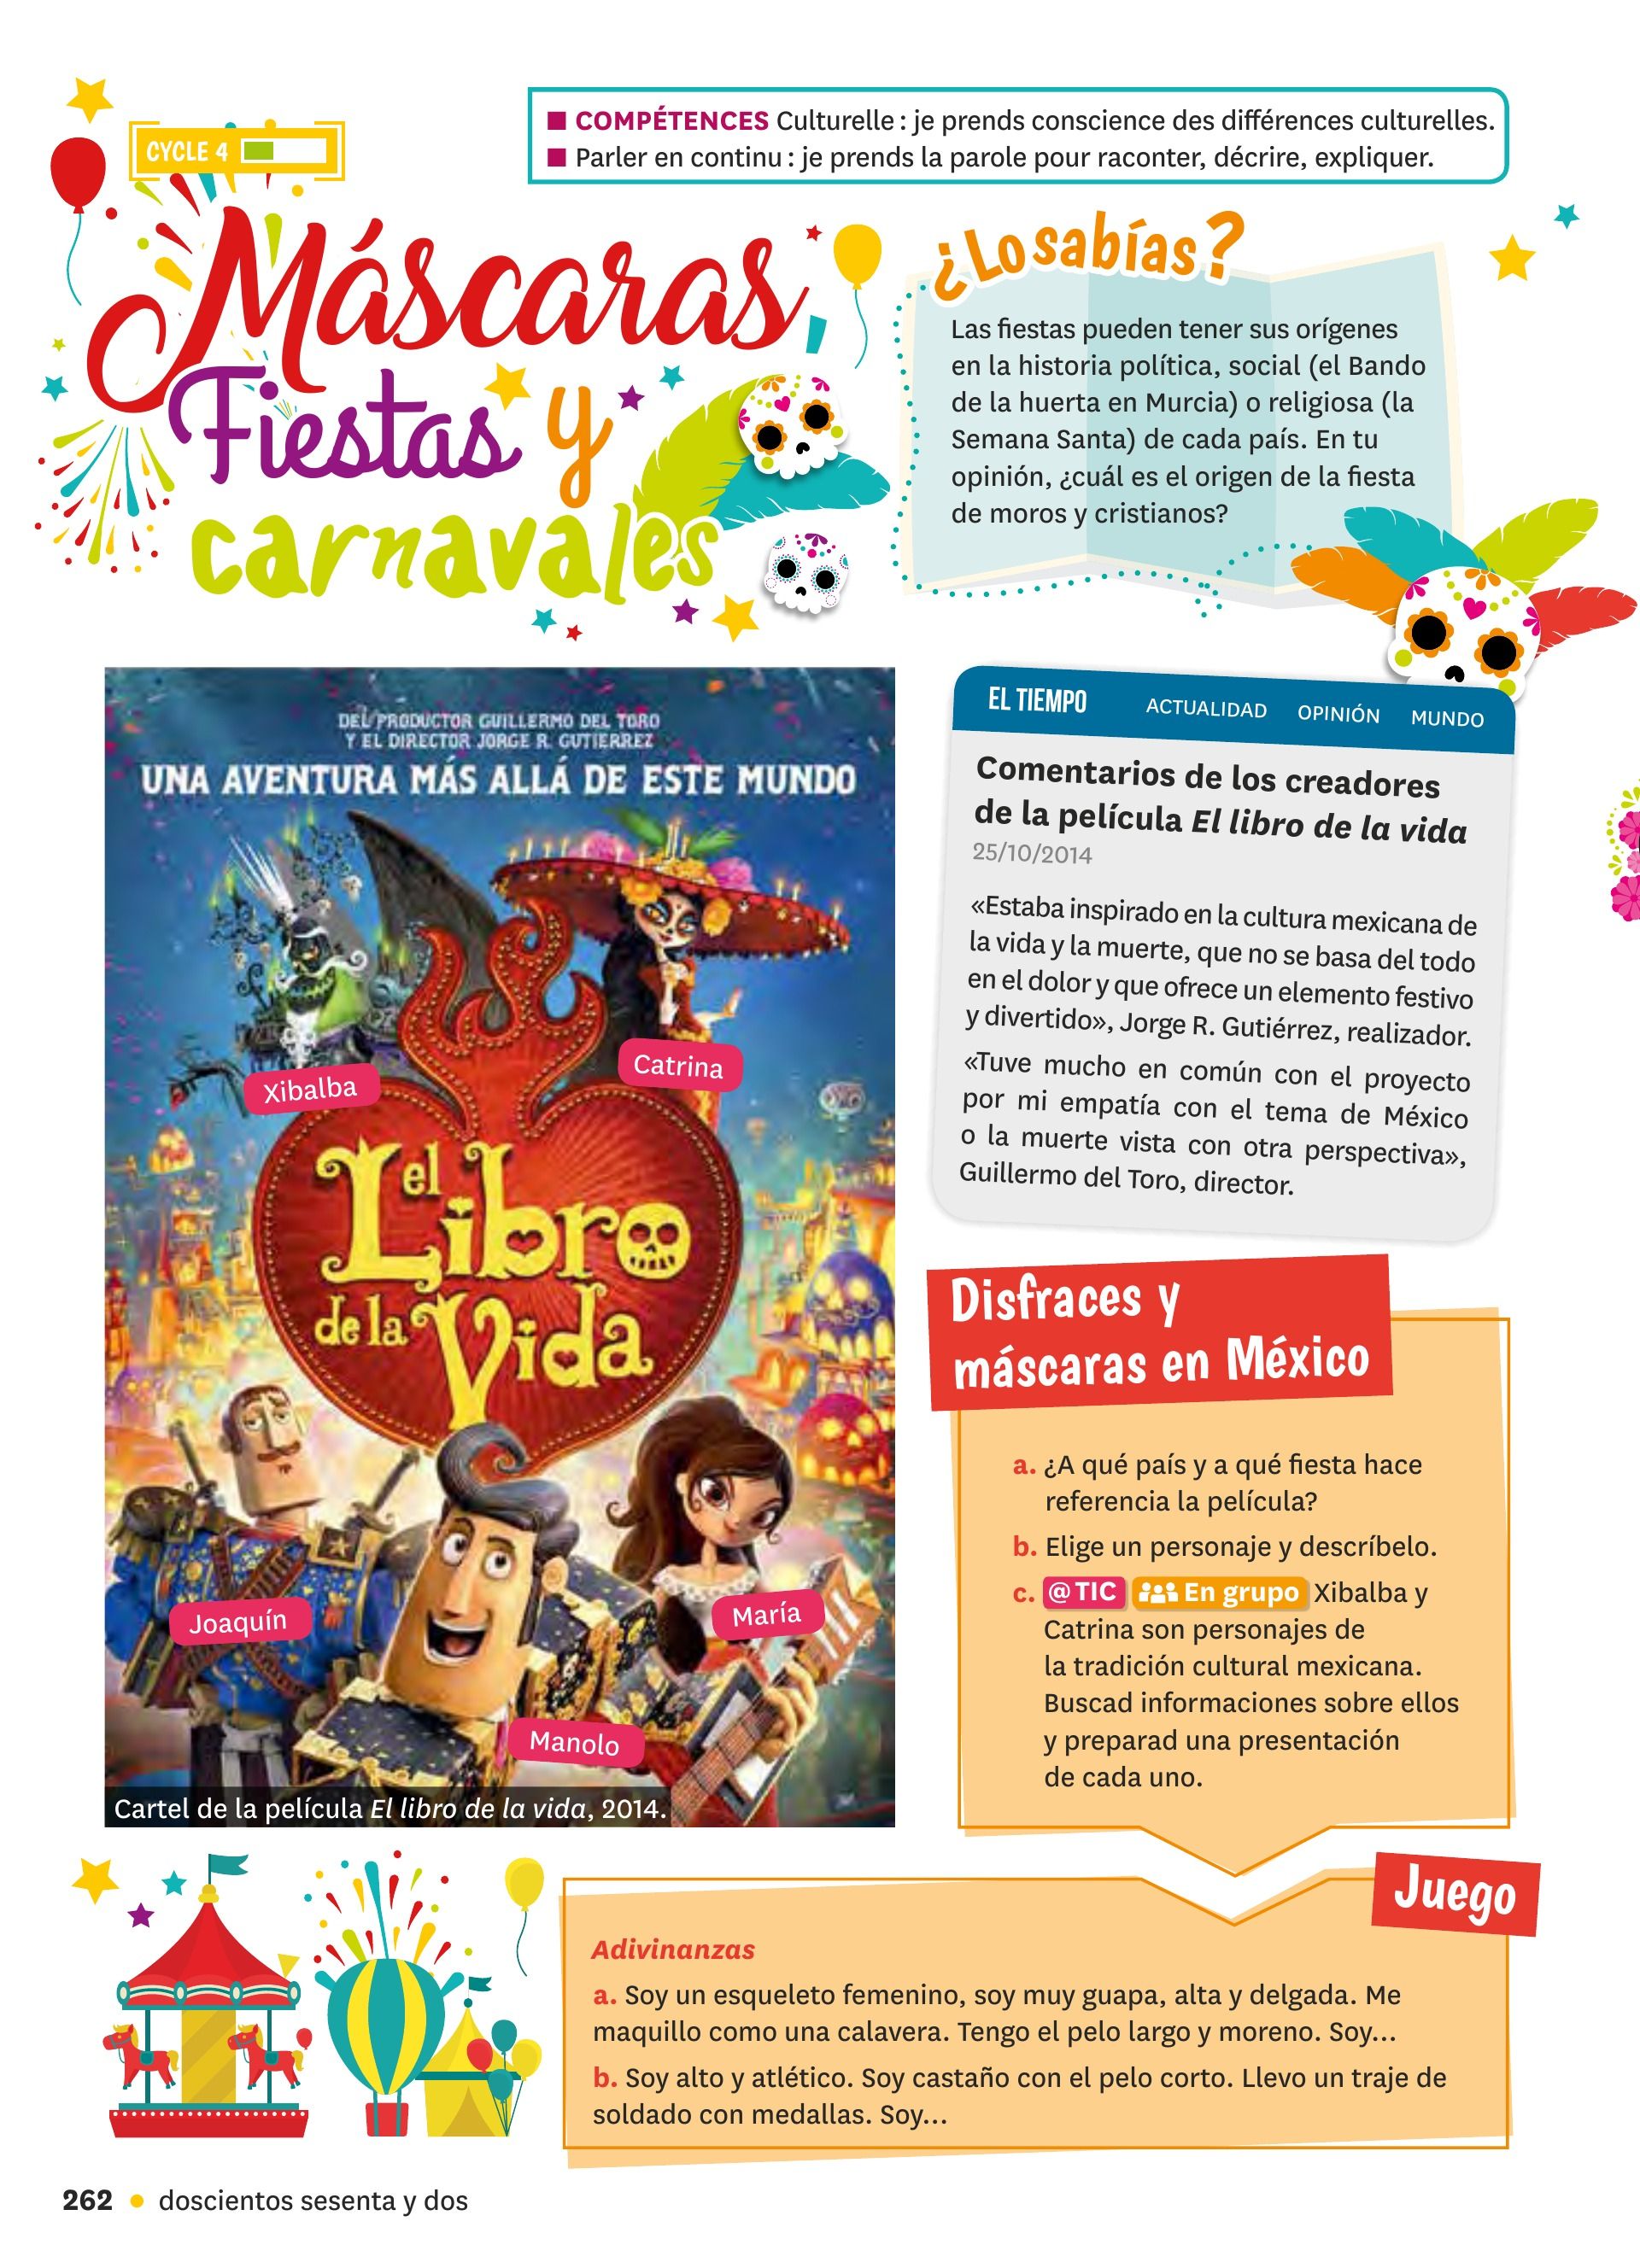 ■ COMPÉTENCES Culturelle : je prends conscience des différences culturelles.
■ Parler en continu : je prends la parole pour raconter, décrire, expliquer.
CYCLE 4
Máscaras,
Fiestas y
carnavales
¿Lo sabías?
Las fiestas pueden tener sus orígenes
en la historia política, social (el Bando
de la huerta en Murcia) o religiosa (la
Semana Santa) de cada país. En tu
opinión, ¿cuál es el origen de la fiesta
de moros y cristianos?
DEL PRODUCTOR GUILLERMO DEL TORO
Y EL DIRECTOR JORGE R. GUTIERREZ
UNA AVENTURA MÁS ALLÁ DE ESTE MUNDO
Xibalba
Catrina
el
Libro
de la Vida
Joaquín
María
Manolo
Cartel de la película El libro de la vida, 2014.
EL TIEMPO ACTUALIDAD OPINIÓN MUNDO
Comentarios de los creadores
de la película El libro de la vida
25/10/2014
«Estaba inspirado en la cultura mexicana de
la vida y la muerte, que no se basa del todo
en el dolor y que ofrece un elemento festivo
y divertido», Jorge R. Gutiérrez, realizador.
«Tuve mucho en común con el proyecto
por mi empatía con el tema de México
o la muerte vista con otra perspectiva»,
Guillermo del Toro, director.
Disfraces y
máscaras en México
a. ¿A qué país y a qué fiesta hace
referencia la película?
b. Elige un personaje y descríbelo.
c. @TIC En grupo Xibalba y
Catrina son personajes de
la tradición cultural mexicana.
Buscad informaciones sobre ellos
y preparad una presentación
de cada uno.
Juego
Adivinanzas
a. Soy un esqueleto femenino, soy muy guapa, alta y delgada. Me
maquillo como una calavera. Tengo el pelo largo y moreno. Soy...
b. Soy alto y atlético. Soy castaño con el pelo corto. Llevo un traje de
soldado con medallas. Soy...
262 • doscientos sesenta y dos